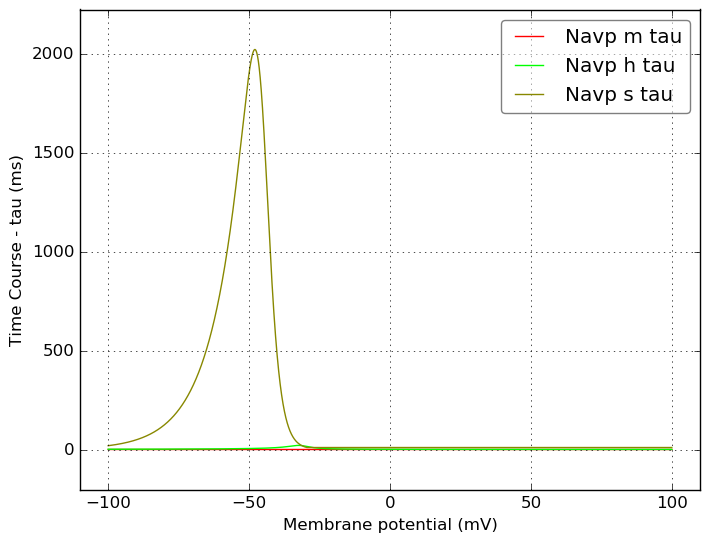 Navp m tau
Navp h tau
Navp s tau
2000
1500
1000
500
0
Time Course - tau (ms)
−100
−50
0
50
100
Membrane potential (mV)